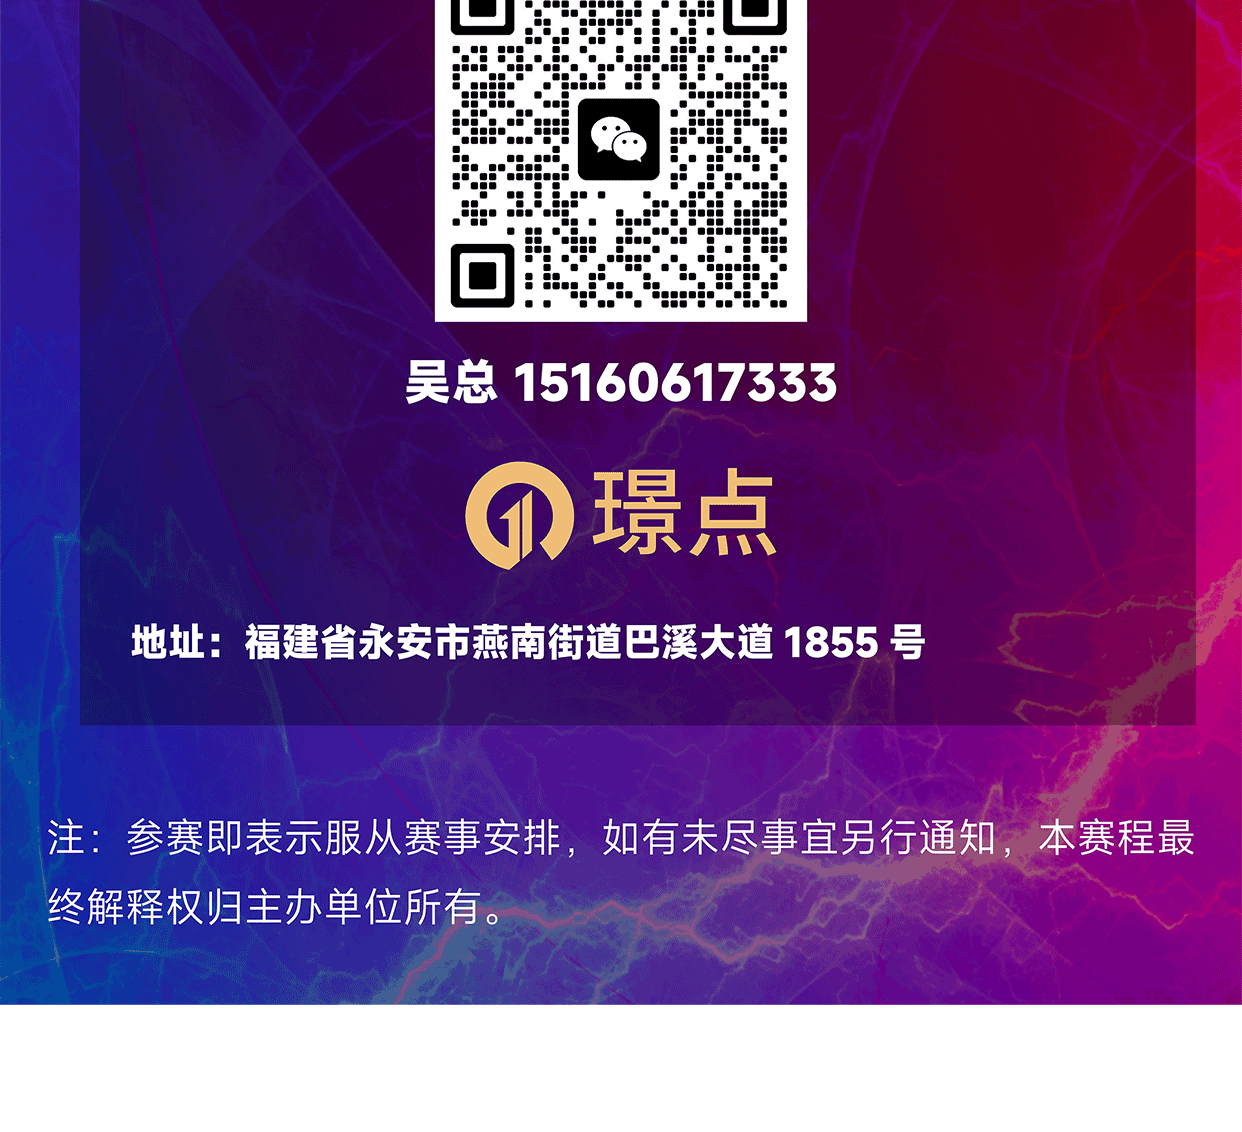 吴总 15160617333
璟点
地址：福建省永安市燕南街道巴溪大道 1855 号
注：参赛即表示服从赛事安排，如有未尽事宜另行通知，本赛程最
终解释权归主办单位所有。